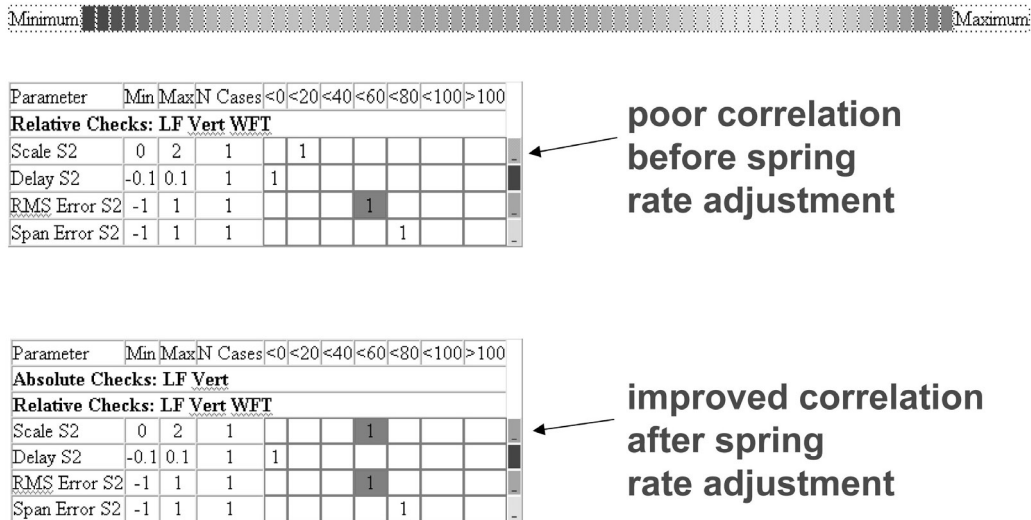 Minimum Maximum
Parameter Min Max N Cases <0 <20 <40 <60 <80 <100 >100
Relative Checks: LF Vert WFT
Scale S2 0 2 1 1
Delay S2 -0.1 0.1 1 1
RMS Error S2 -1 1 1 1
Span Error S2 -1 1 1 1
poor correlation
before spring
rate adjustment
Parameter Min Max N Cases <0 <20 <40 <60 <80 <100 >100
Absolute Checks: LF Vert
Relative Checks: LF Vert WFT
Scale S2 0 2 1 1
Delay S2 -0.1 0.1 1 1
RMS Error S2 -1 1 1 1
Span Error S2 -1 1 1 1
improved correlation
after spring
rate adjustment